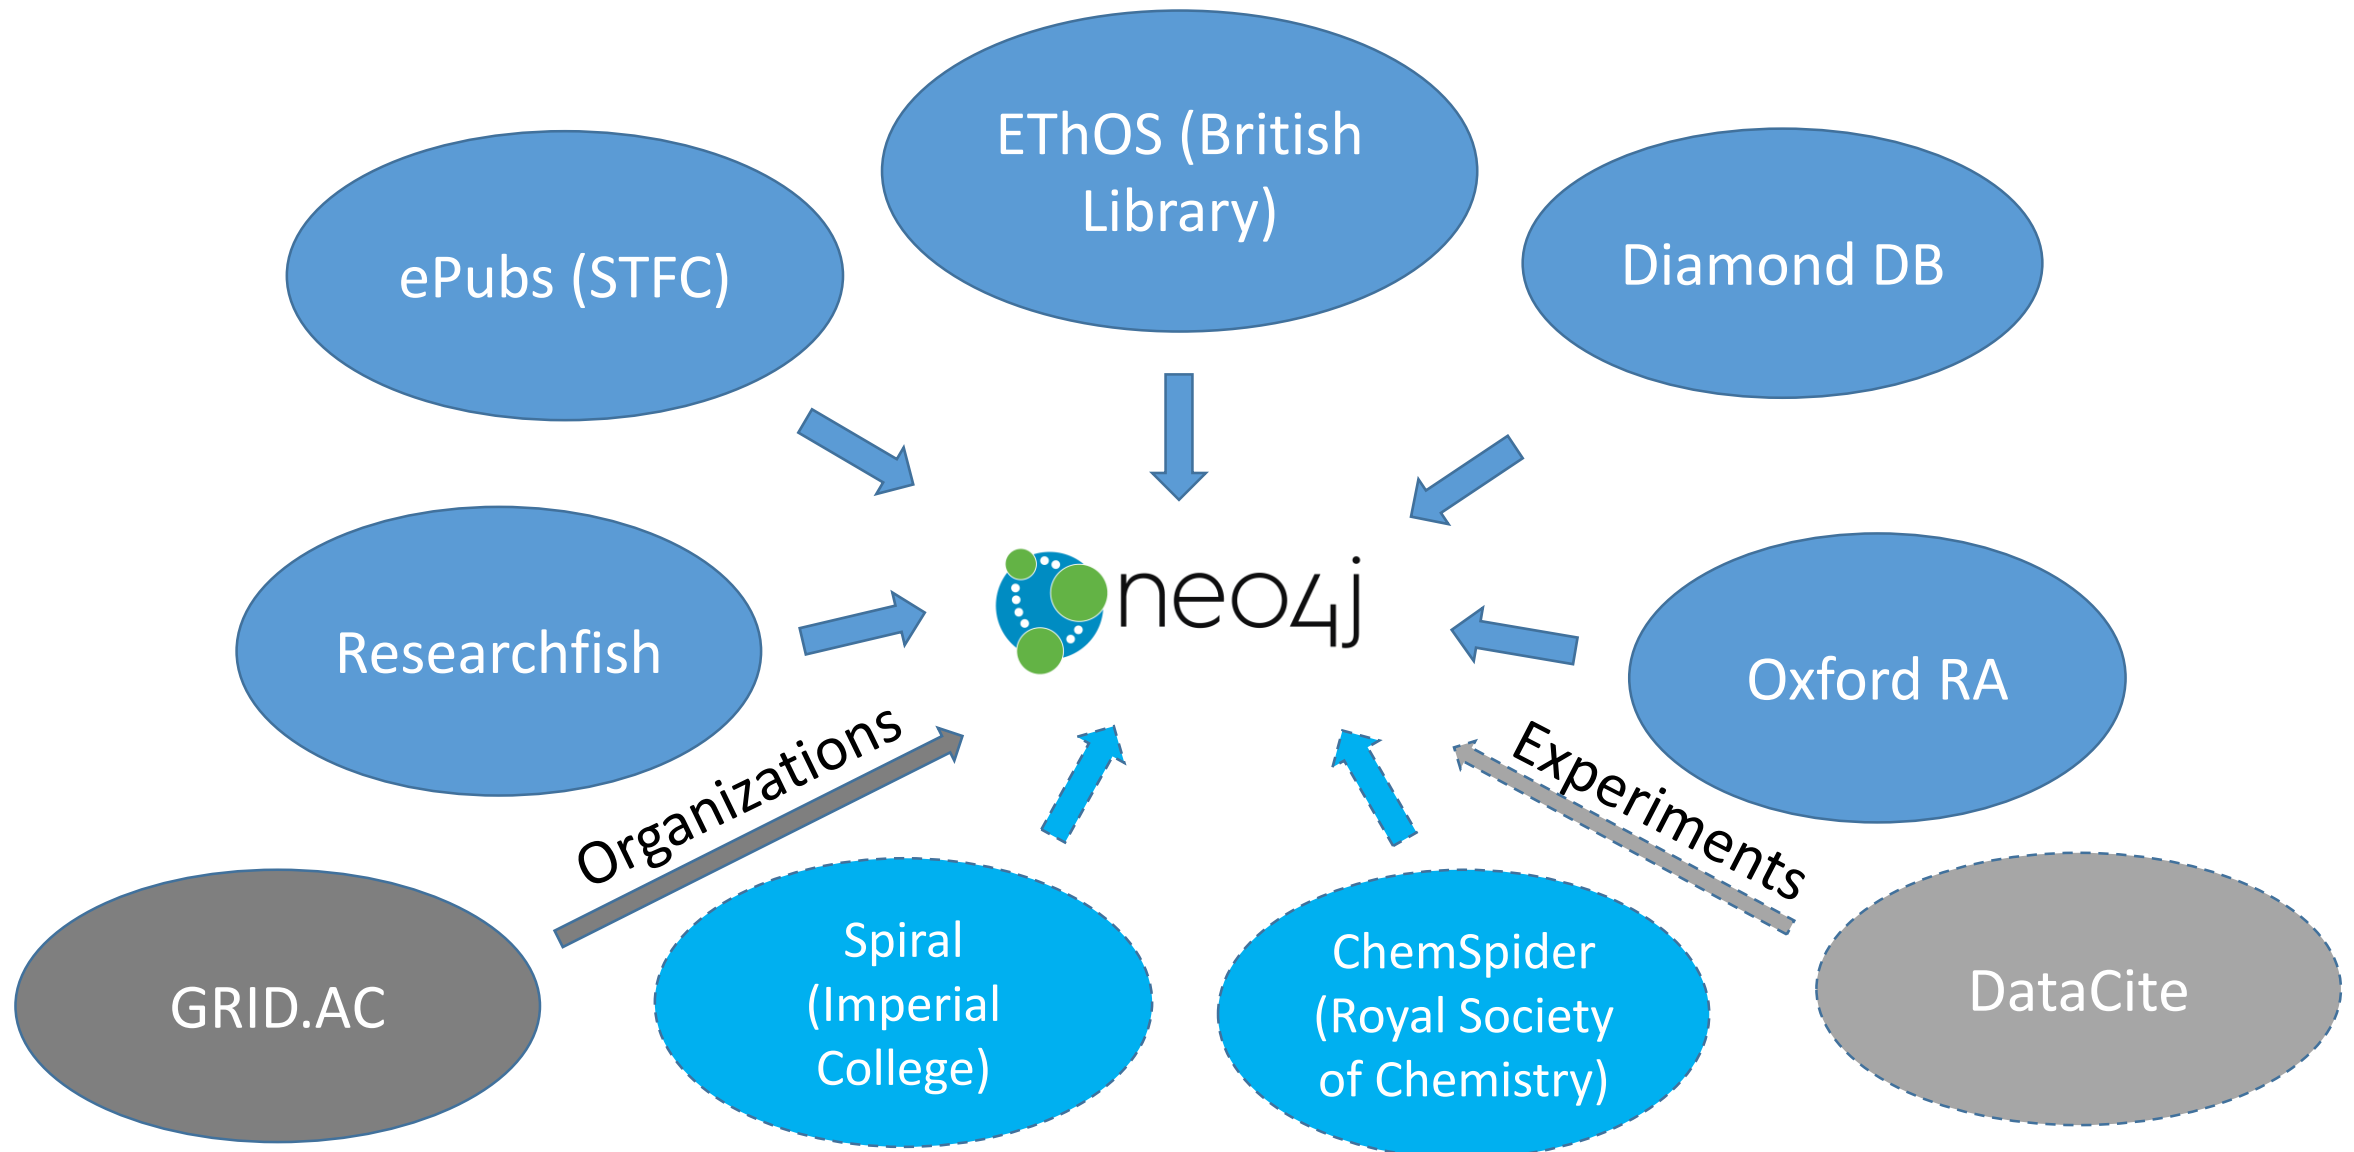 EThOS (British
Library)
ePubs (STFC)
Diamond DB
neo4j
Researchfish
Oxford RA
Organizations
Experiments
GRID.AC
Spiral
(Imperial
College)
ChemSpider
(Royal Society
of Chemistry)
DataCite